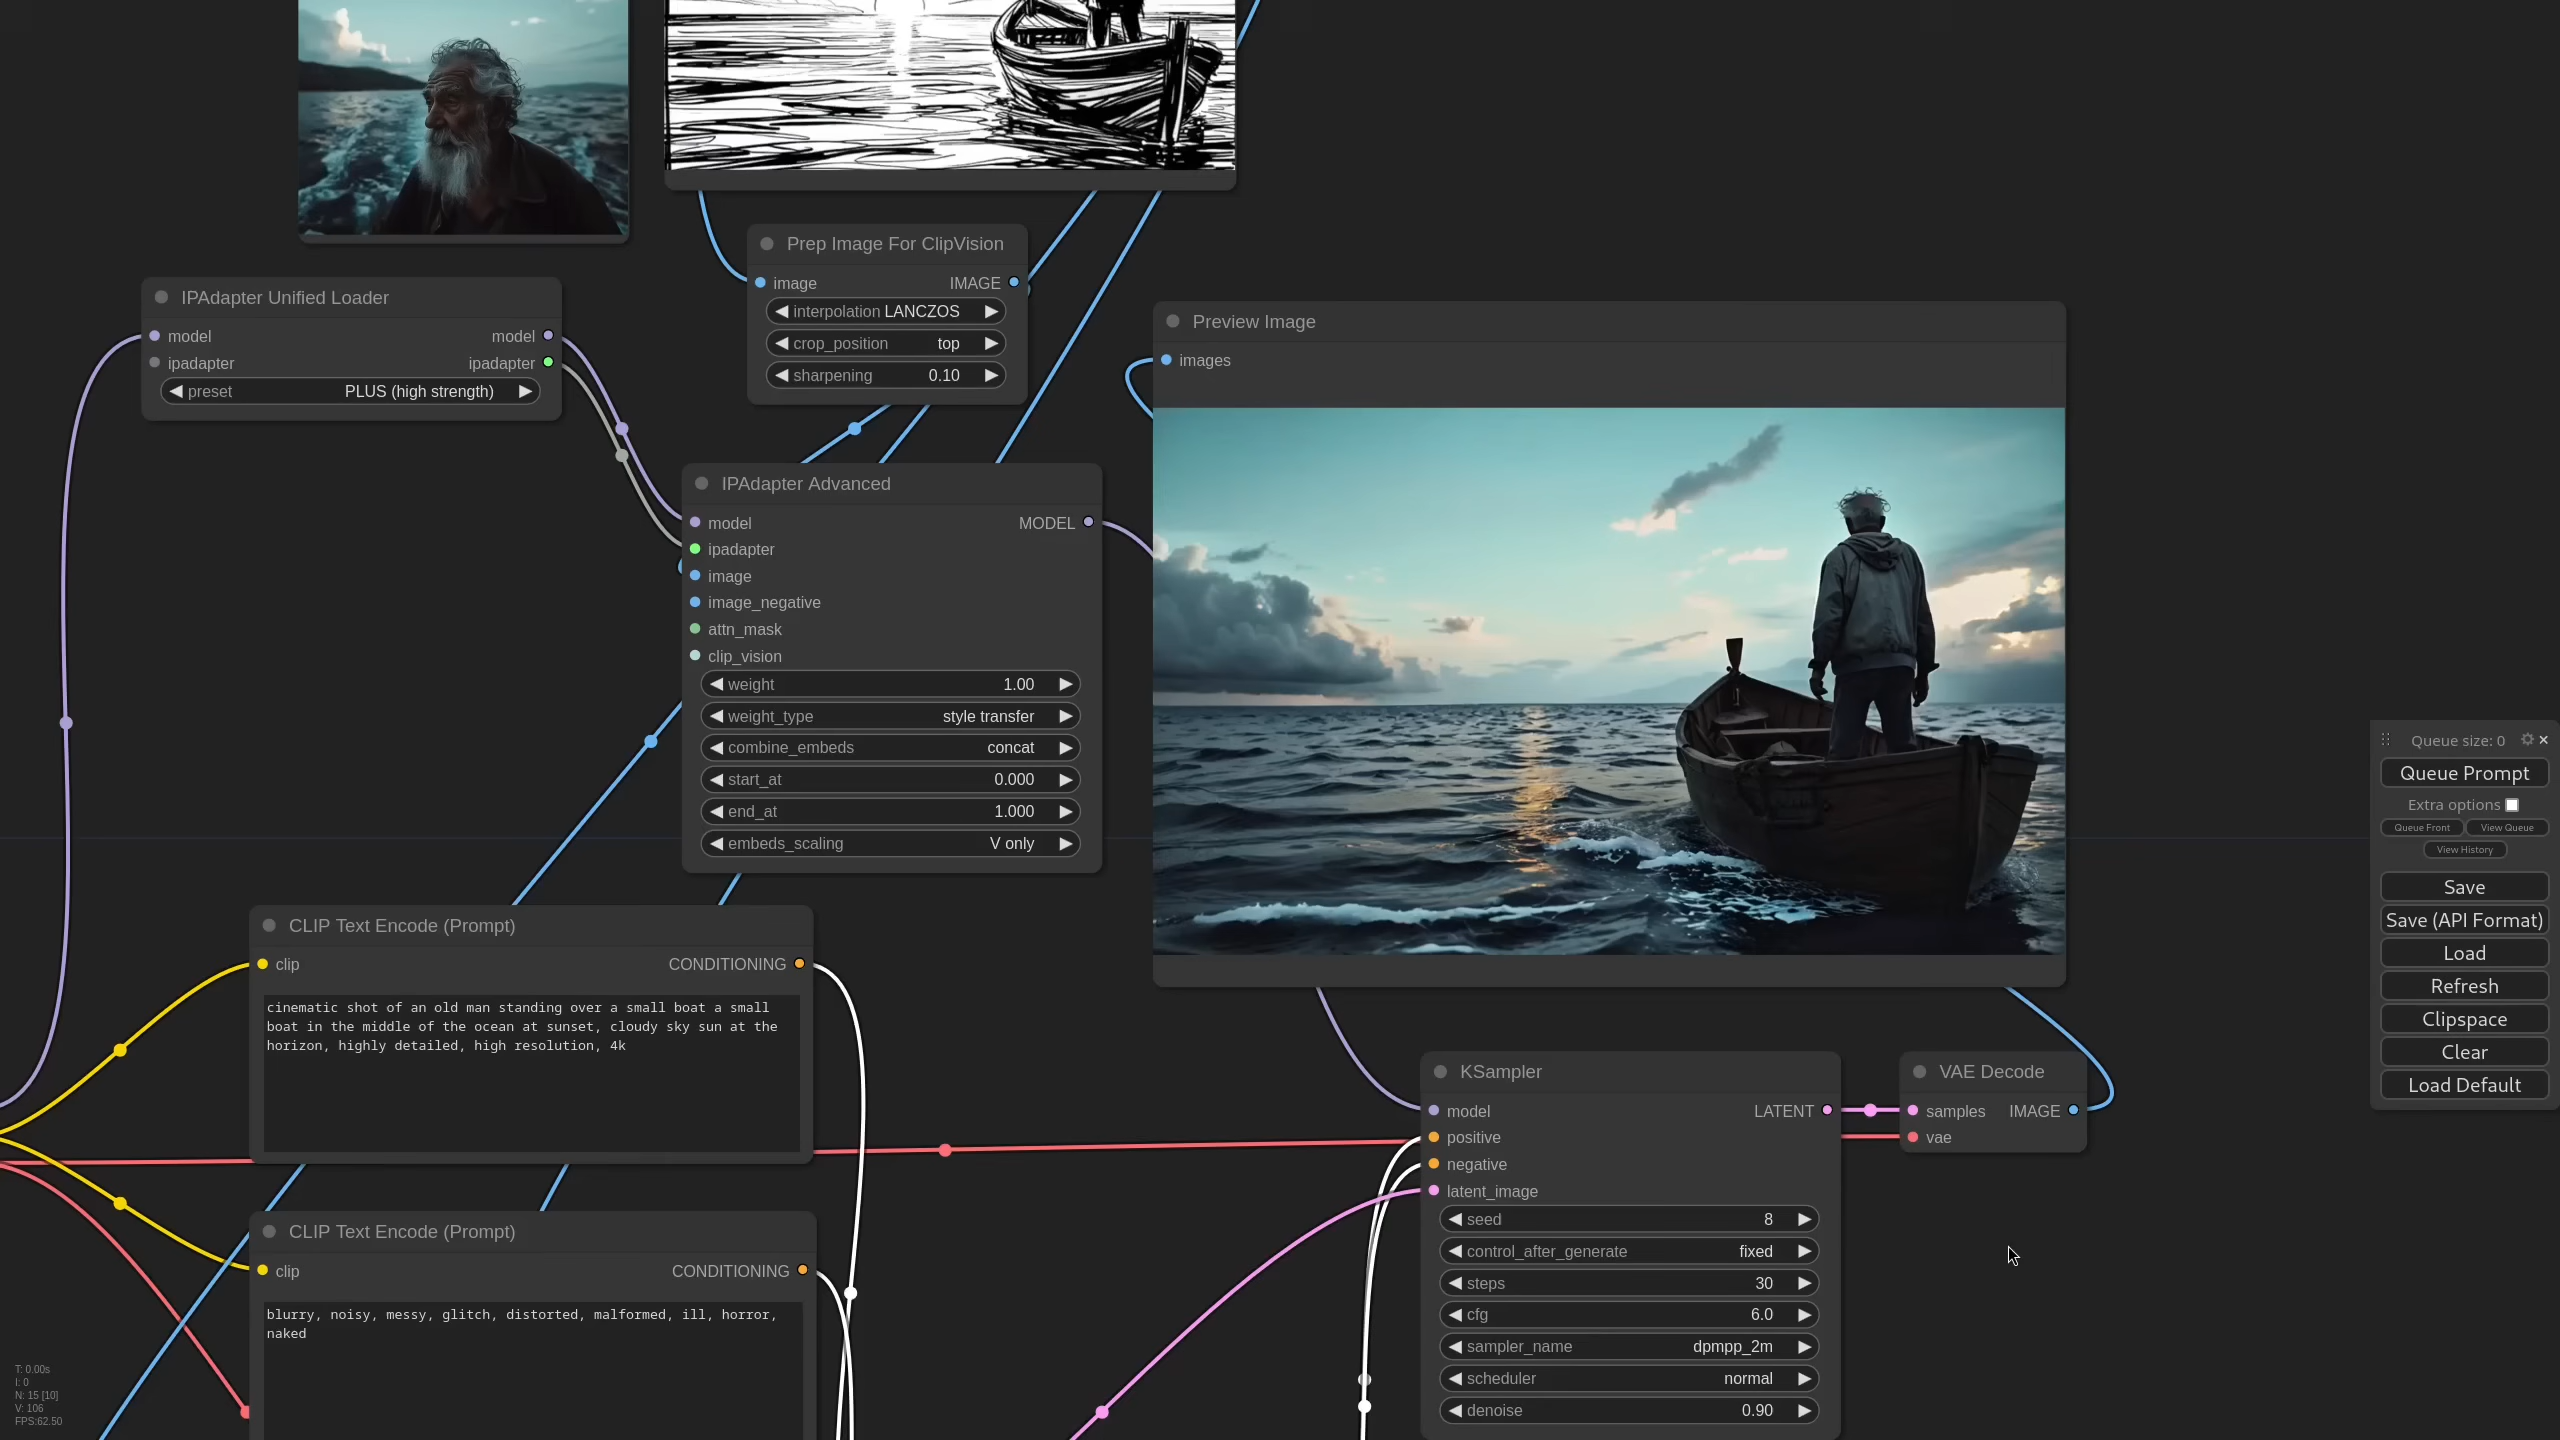 Prep Image For ClipVision
image IMAGE
interpolation LANCZOS
crop_position top
sharpening 0.10
IPAdapter Unified Loader
model model
ipadapter ipadapter
preset PLUS (high strength)
Preview Image
images
IPAdapter Advanced
model MODEL
ipadapter
image
image_negative
attn_mask
clip_vision
weight 1.00
weight_type style transfer
combine_embeds concat
start_at 0.000
end_at 1.000
embeds_scaling V only
Queue size: 0
Queue Prompt
Extra options
Queue Front View Queue
View History
Save
Save (API Format)
Load
Refresh
Clipspace
Clear
Load Default
CLIP Text Encode (Prompt)
clip CONDITIONING
cinematic shot of an old man standing over a small boat a small
boat in the middle of the ocean at sunset, cloudy sky sun at the
horizon, highly detailed, high resolution, 4k
CLIP Text Encode (Prompt)
clip CONDITIONING
blurry, noisy, messy, glitch, distorted, malformed, ill, horror,
naked
KSampler
model LATENT
positive
negative
latent_image
seed 8
control_after_generate fixed
steps 30
cfg 6.0
sampler_name dpmpp_2m
scheduler normal
denoise 0.90
VAE Decode
samples IMAGE
vae
T: 0.00s
I: 0
N: 15 [10]
V: 106
FPS:62.50